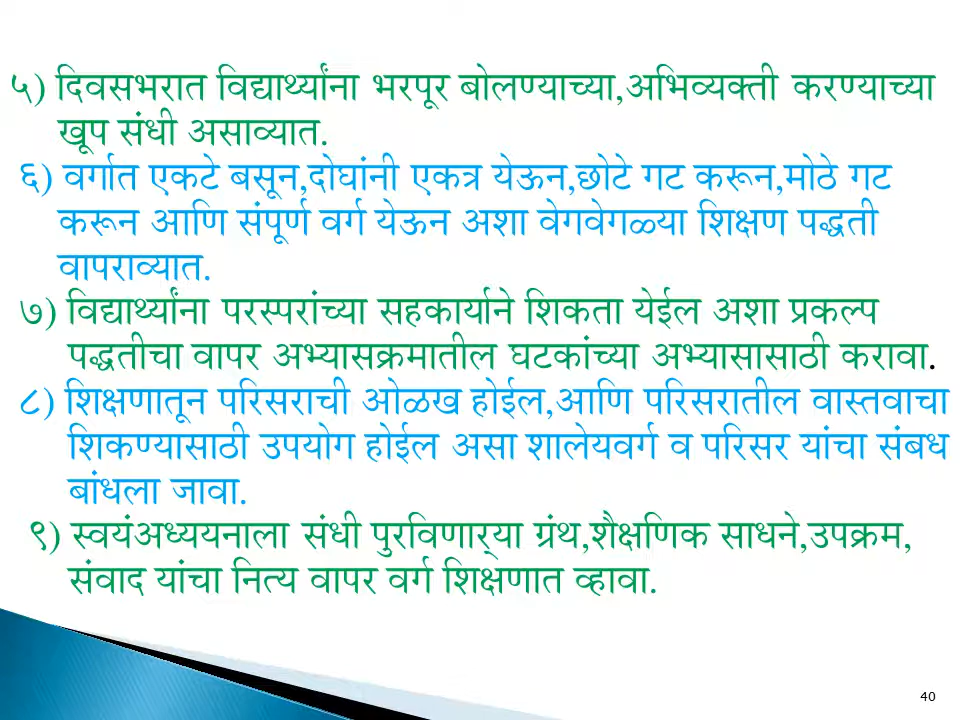 ५) दिवसभरात विद्यार्थ्यांना भरपूर बोलण्याच्या,अभिव्यक्ती करण्याच्या
खूप संधी असाव्यात.
६) वर्गात एकटे बसून,दोघांनी एकत्र येऊन,छोटे गट करून,मोठे गट
करून आणि संपूर्ण वर्ग येऊन अशा वेगवेगळ्या शिक्षण पद्धती
वापराव्यात.
७) विद्यार्थ्यांना परस्परांच्या सहकार्याने शिकता येईल अशा प्रकल्प
पद्धतीचा वापर अभ्यासक्रमातील घटकांच्या अभ्यासासाठी करावा.
८) शिक्षणातून परिसराची ओळख होईल,आणि परिसरातील वास्तवाचा
शिकण्यासाठी उपयोग होईल असा शालेयवर्ग व परिसर यांचा संबध
बांधला जावा.
९) स्वयंअध्ययनाला संधी पुरविणाऱ्या ग्रंथ,शैक्षणिक साधने,उपक्रम,
संवाद यांचा नित्य वापर वर्ग शिक्षणात व्हावा.
40